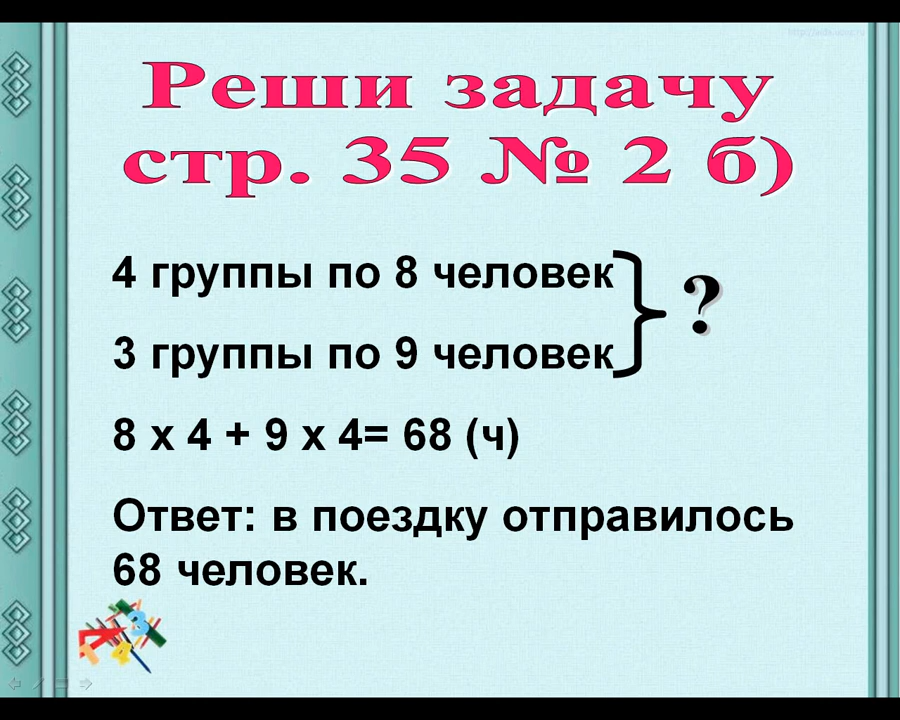 Реши задачу
стр. 35 № 2 б)
4 группы по 8 человек
?
3 группы по 9 человек
8 х 4 + 9 х 4= 68 (ч)
Ответ: в поездку отправилось
68 человек.